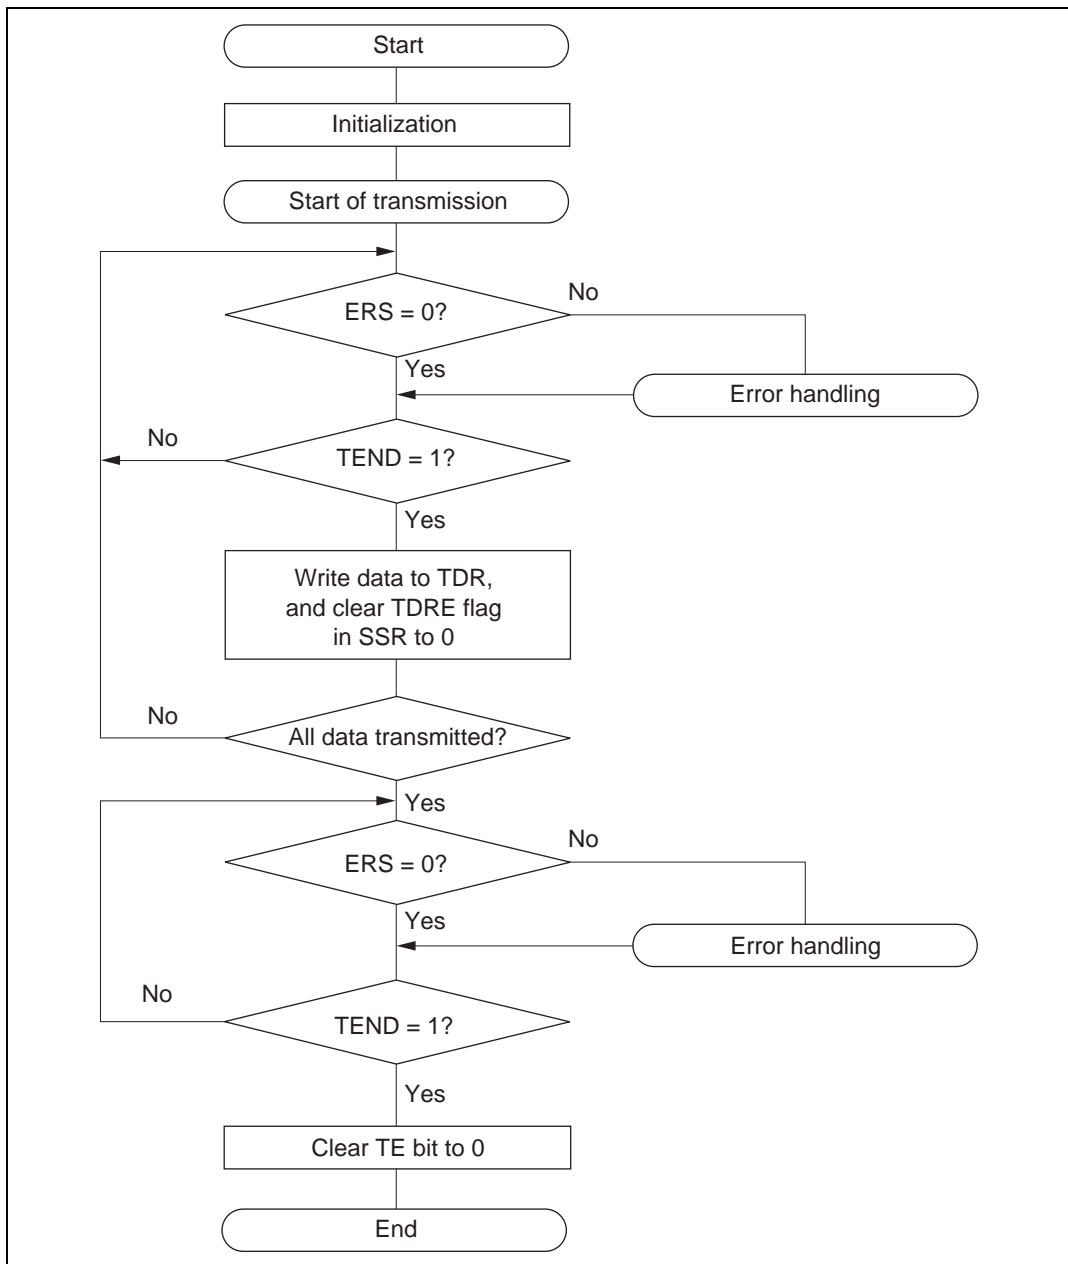 Start
Initialization
Start of transmission
ERS = 0?
No
Yes
Error handling
No
TEND = 1?
Yes
Write data to TDR,
and clear TDRE flag
in SSR to 0
No
All data transmitted?
Yes
No
ERS = 0?
Yes
Error handling
No
TEND = 1?
Yes
Clear TE bit to 0
End